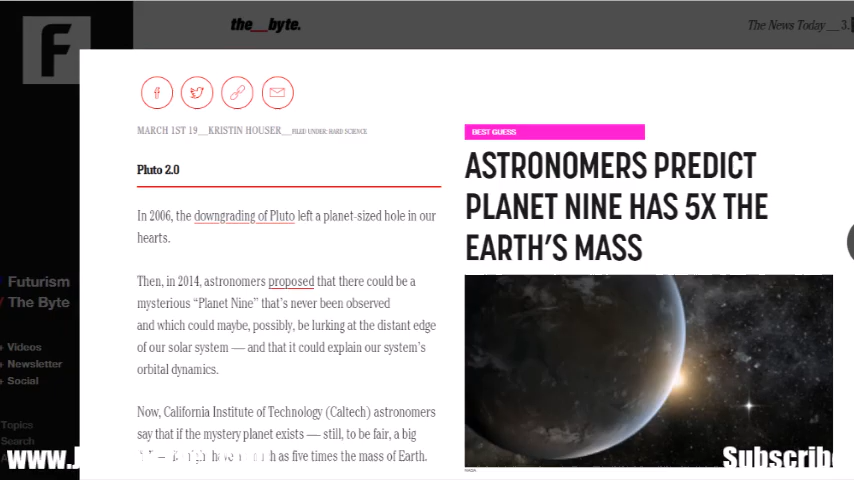 F
the__byte.
The News Today __ 3.
MARCH 1ST 19__KRISTIN HOUSER__FILED UNDER: HARD SCIENCE
Pluto 2.0
In 2006, the downgrading of Pluto left a planet-sized hole in our
hearts.
Then, in 2014, astronomers proposed that there could be a
mysterious “Planet Nine” that’s never been observed
and which could maybe, possibly, be lurking at the distant edge
of our solar system — and that it could explain our system’s
orbital dynamics.
Now, California Institute of Technology (Caltech) astronomers
say that if the mystery planet exists — still, to be fair, a big
as five times the mass of Earth.
BEST GUESS
ASTRONOMERS PREDICT
PLANET NINE HAS 5X THE
EARTH’S MASS
Futurism
/ The Byte
+ Videos
+ Newsletter
+ Social
Topics
Search
www.J
Subscribe